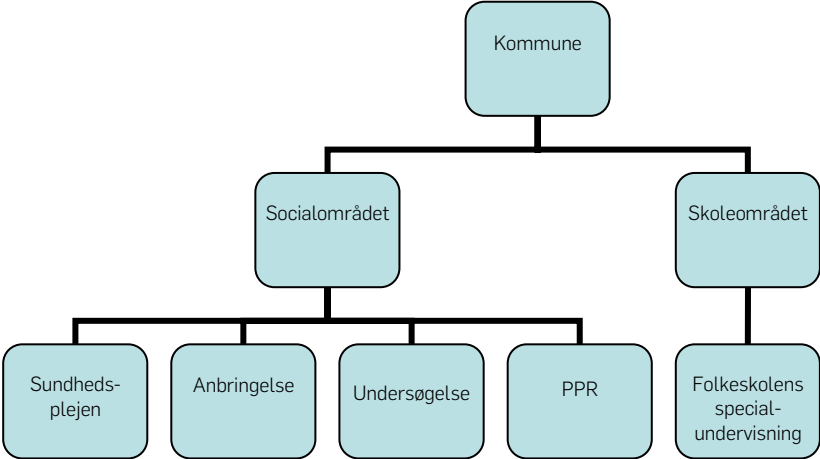 Kommune
Socialområdet
Skoleområdet
Sundheds-
plejen
Anbringelse
Undersøgelse
PPR
Folkeskolens
special-
undervisning